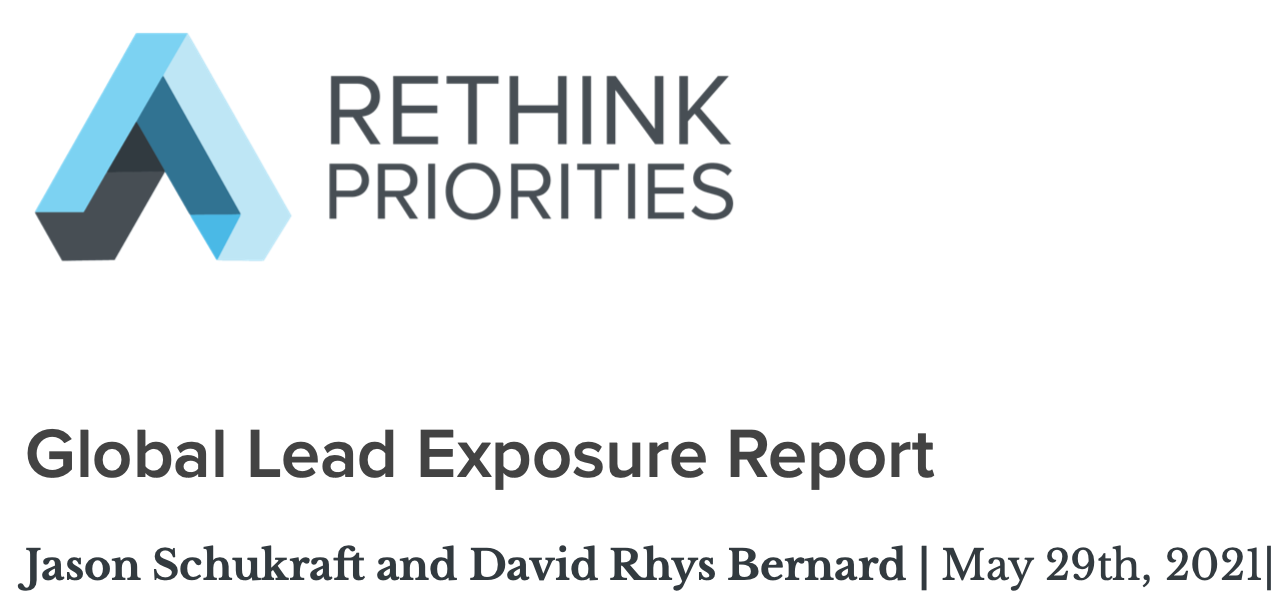 RETHINK
PRIORITIES
Global Lead Exposure Report
Jason Schukraft and David Rhys Bernard | May 29th, 2021|